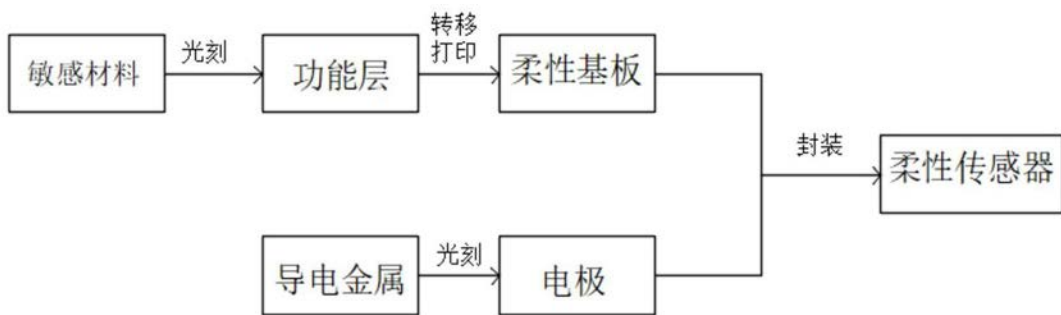 敏感材料
光刻
功能层
转移
打印
柔性基板
封装
柔性传感器
导电金属
光刻
电极